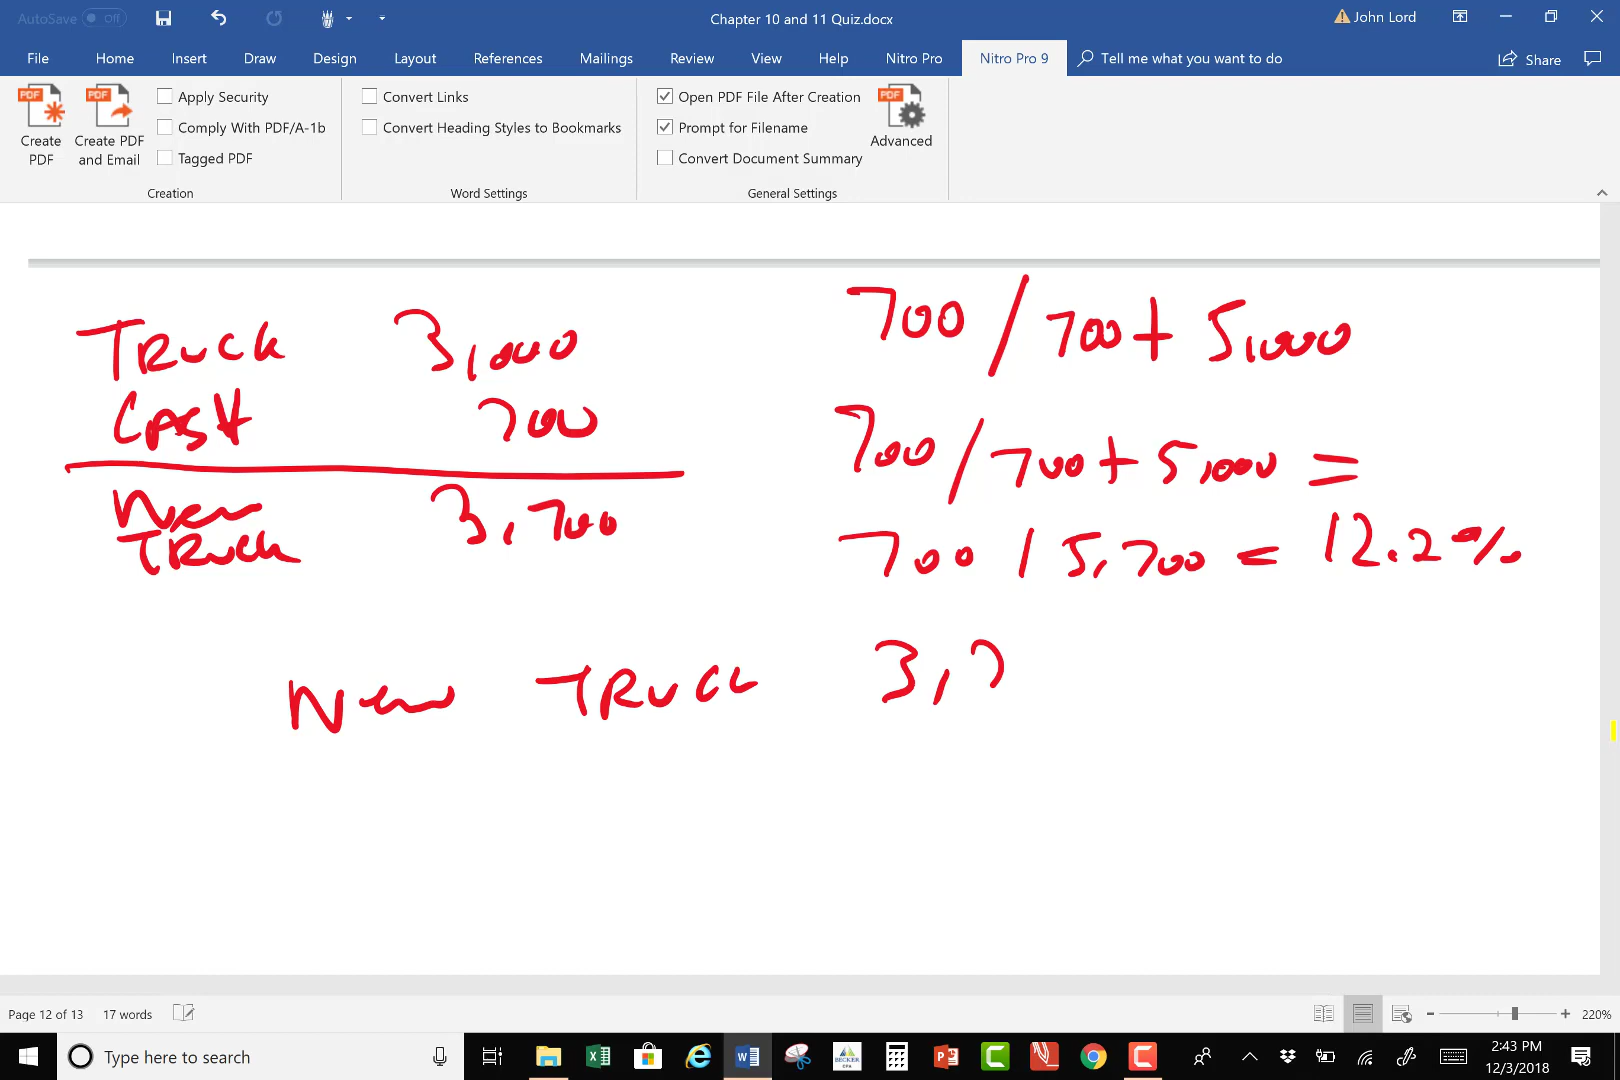 AutoSave Off
Chapter 10 and 11 Quiz.docx
John Lord
File Home Insert Draw Design Layout References Mailings Review View Help Nitro Pro Nitro Pro 9 Tell me what you want to do Share
PDF
Create PDF
PDF
Create PDF and Email
Apply Security
Comply With PDF/A-1b
Tagged PDF
Creation
Convert Links
Convert Heading Styles to Bookmarks
Word Settings
Open PDF File After Creation
Prompt for Filename
Convert Document Summary
PDF
Advanced
General Settings
TRUCK 3,000
CASH 700
New TRUCK 3,700
700 / 700 + 5,000
700 / 700 + 5,000 =
700 / 5,700 = 12.2%
New TRUCK 3,7
Page 12 of 13 17 words
220%
Type here to search
BECKER
2:43 PM
12/3/2018